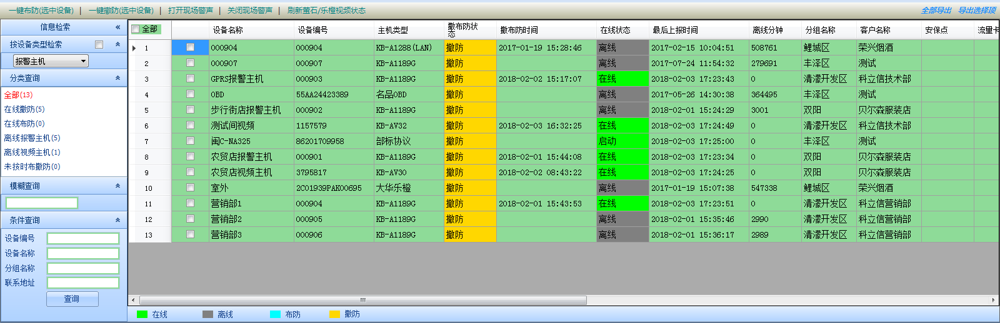 一键布防(选中设备) | 一键撤防(选中设备) | 打开现场警声 | 关闭现场警声 | 刷新萤石/乐橙视频状态 全部导出 导出选择项
信息检索 «
按设备类型检索
报警主机
分类查询
全部(13)
在线撤防(5)
在线布防(0)
离线报警主机(5)
离线视频主机(1)
未按时布撤防(0)
模糊查询
条件查询
设备编号
设备名称
分组名称
联系地址
查询
全部 设备名称 设备编号 主机类型 撤布防状态 撤布防时间 在线状态 最后上报时间 离线分钟 分组名称 客户名称 安保点 流量卡
1 000904 000904 KB-A1288(LAN) 撤防 2017-01-19 15:28:46 离线 2017-02-15 10:04:51 508761 鲤城区 荣兴烟酒
2 000907 000907 KB-A1189G 撤防 离线 2017-07-24 11:54:32 279691 丰泽区 测试
3 GPRS报警主机 000903 KB-A1189G 撤防 2018-02-02 15:17:07 在线 2018-02-03 17:23:43 0 清濛开发区 科立信技术部
4 OBD 55AA24423389 名品OBD 撤防 离线 2017-05-26 14:30:38 364495 丰泽区 测试
5 步行街店报警主机 000902 KB-A1189G 撤防 离线 2018-02-01 15:24:29 3001 双阳 贝尔森服装店
6 测试间视频 1157579 KB-AV32 撤防 2018-02-03 16:32:25 在线 2018-02-03 17:24:49 0 清濛开发区 科立信技术部
7 闽C-NA325 86201709958 部标协议 撤防 启动 2018-02-03 17:25:00 0 丰泽区 测试
8 农贸店报警主机 000901 KB-A1189G 撤防 2018-02-01 15:44:08 在线 2018-02-03 17:23:34 0 双阳 贝尔森服装店
9 农贸店视频主机 3795817 KB-AV30 撤防 2018-02-02 08:43:22 在线 2018-02-03 17:24:25 0 双阳 贝尔森服装店
10 室外 2C01939PAK00695 大华乐橙 撤防 离线 2017-01-19 15:07:38 547338 鲤城区 荣兴烟酒
11 营销部1 000904 KB-A1189G 撤防 2018-02-01 15:43:53 在线 2018-02-03 17:23:51 0 清濛开发区 科立信营销部
12 营销部2 000905 KB-A1189G 撤防 离线 2018-02-01 15:35:46 2990 清濛开发区 科立信营销部
13 营销部3 000906 KB-A1189G 撤防 离线 2018-02-01 15:36:17 2989 清濛开发区 科立信营销部
在线 离线 布防 撤防